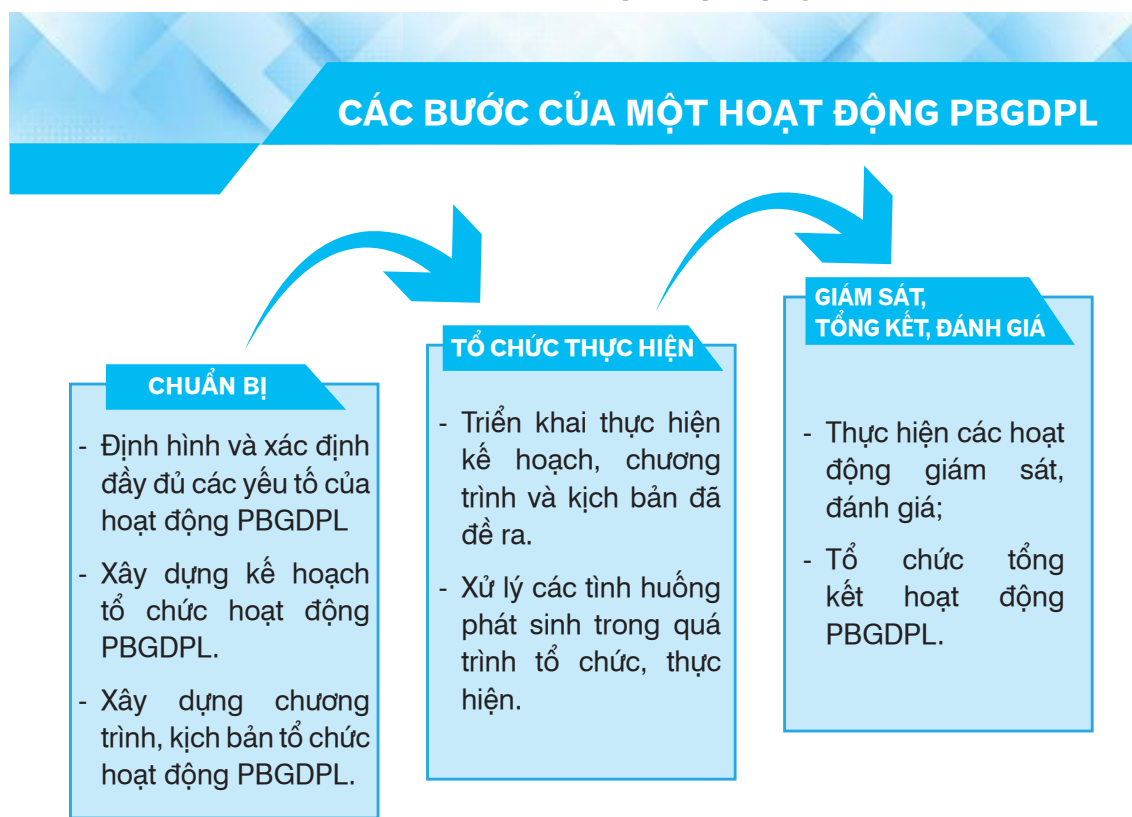 CÁC BƯỚC CỦA MỘT HOẠT ĐỘNG PBGDPL
CHUẨN BỊ
- Định hình và xác định
đầy đủ các yếu tố của
hoạt động PBGDPL
- Xây dựng kế hoạch
tổ chức hoạt động
PBGDPL.
- Xây dựng chương
trình, kịch bản tổ chức
hoạt động PBGDPL.
TỔ CHỨC THỰC HIỆN
- Triển khai thực hiện
kế hoạch, chương
trình và kịch bản đã
đề ra.
- Xử lý các tình huống
phát sinh trong quá
trình tổ chức, thực
hiện.
GIÁM SÁT,
TỔNG KẾT, ĐÁNH GIÁ
- Thực hiện các hoạt
động giám sát,
đánh giá;
- Tổ chức tổng
kết hoạt động
PBGDPL.